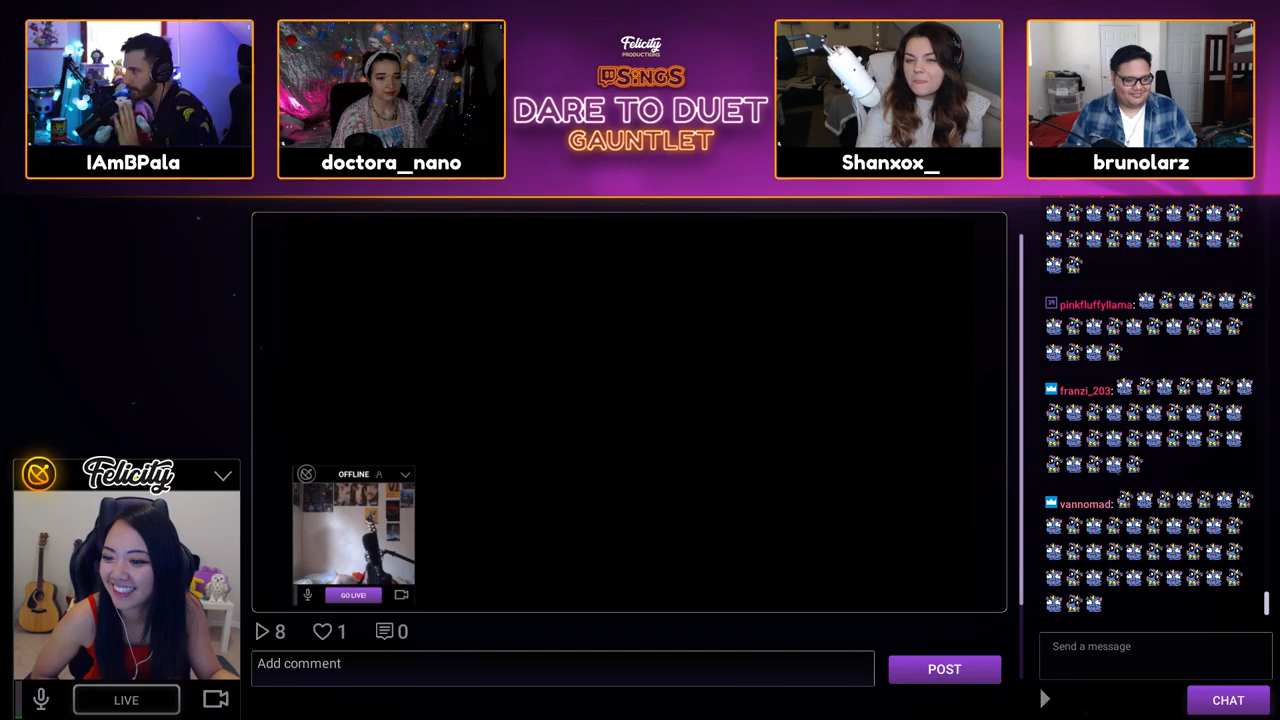 IAmBPala
doctora__nano
Felicity
PRODUCTIONS
SINGS
DARE TO DUET
GAUNTLET
Shanxox_
brunolarz
pinkfluffyllama:
franzi_203:
vannomad:
Felicity
LIVE
OFFLINE
GO LIVE!
8
1
0
Add comment
POST
Send a message
CHAT